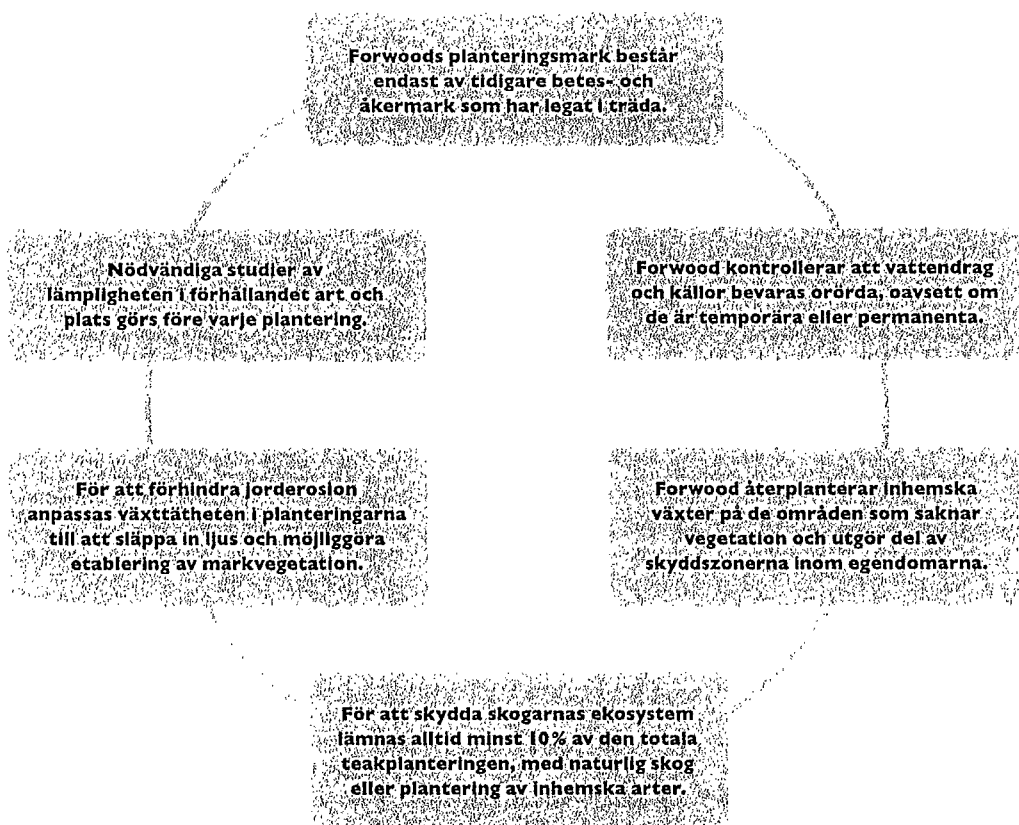 Forwoods planteringsmark består
endast av tidigare betes- och
åkermark som har legat i träda.
Nödvändiga studier av
lämpligheten i förhållandet art och
plats görs före varje plantering.
Forwood kontrollerar att vattendrag
och källor bevaras orörda, oavsett om
de är temporära eller permanenta.
För att förhindra jorderosion
anpassas växttätheten i planteringarna
till att släppa in ljus och möjliggöra
etablering av markvegetation.
Forwood återplanterar inhemska
växter på de områden som saknar
vegetation och utgör del av
skyddszonerna inom egendomarna.
För att skydda skogarnas ekosystem
lämnas alltid minst 10% av den totala
teakplanteringen, med naturlig skog
eller plantering av inhemska arter.